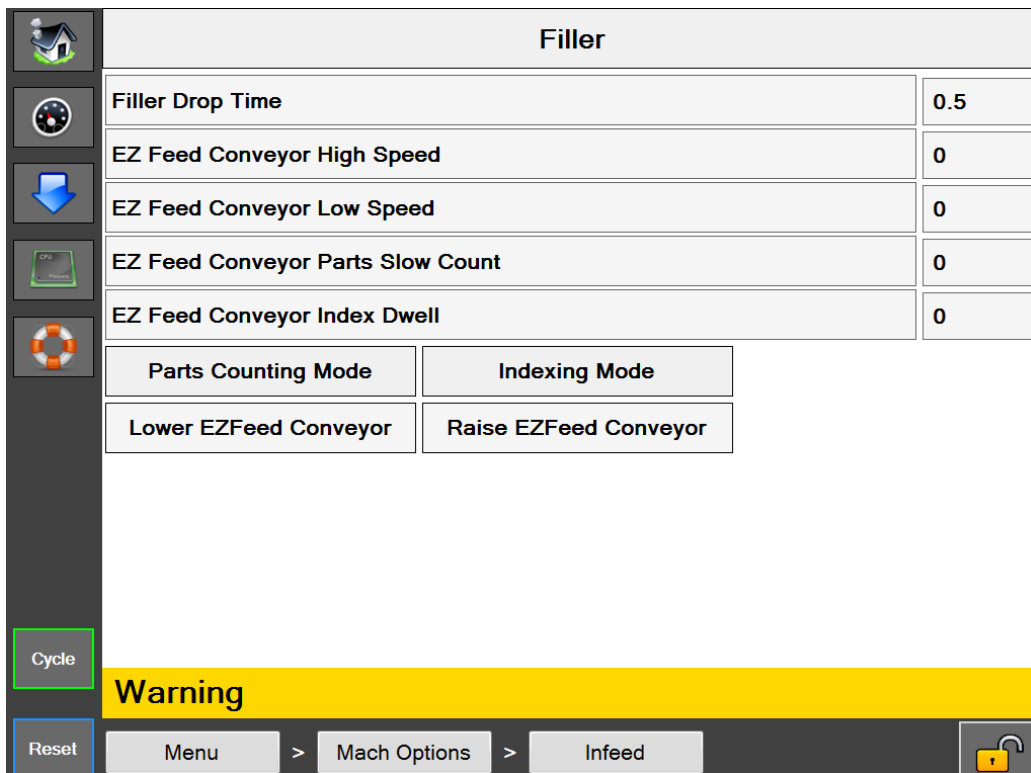 Filler
Filler Drop Time 0.5
EZ Feed Conveyor High Speed 0
EZ Feed Conveyor Low Speed 0
EZ Feed Conveyor Parts Slow Count 0
EZ Feed Conveyor Index Dwell 0
Parts Counting Mode Indexing Mode
Lower EZFeed Conveyor Raise EZFeed Conveyor
CPU
Cycle
Warning
Reset Menu > Mach Options > Infeed